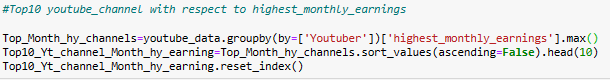 #Top10 youtube_channel with respect to highest_monthly_earnings
Top_Month_hy_channels=youtube_data.groupby(by=['Youtuber'])['highest_monthly_earnings'].max()
Top10_Yt_channel_Month_hy_earning=Top_Month_hy_channels.sort_values(ascending=False).head(10)
Top10_Yt_channel_Month_hy_earning.reset_index()